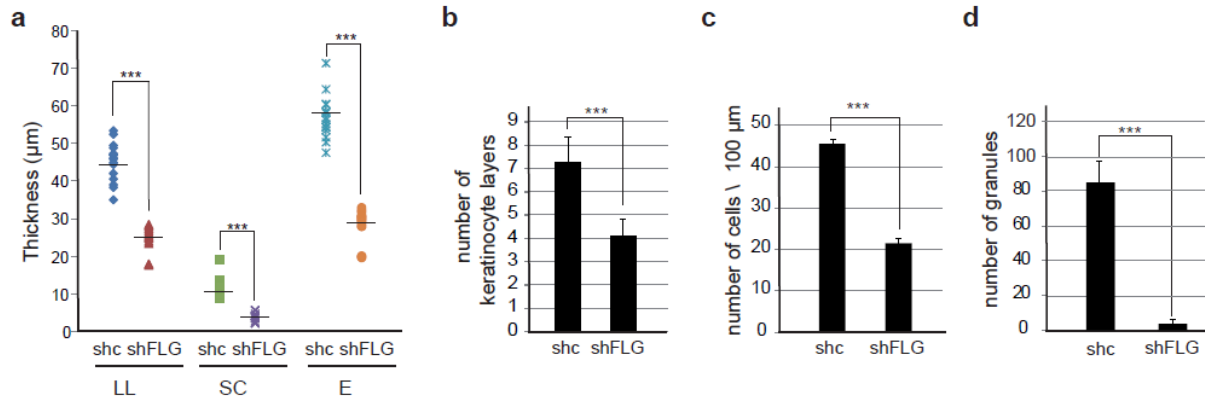 a
Thickness (µm)
80
70
60
50
40
30
20
10
0
***
***
***
shc shFLG shc shFLG shc shFLG
LL SC E
b
number of
keratinocyte layers
9
8
7
6
5
4
3
2
1
0
***
shc shFLG
c
number of cells \ 100 µm
50
40
30
20
10
0
***
shc shFLG
d
number of granules
120
100
80
60
40
20
0
***
shc shFLG